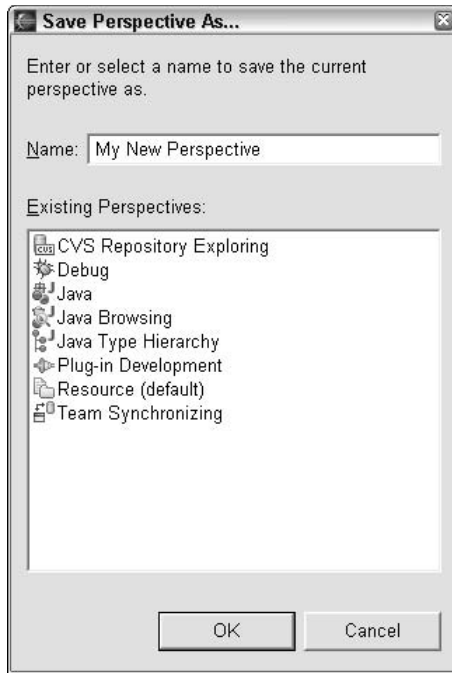 Save Perspective As...
Enter or select a name to save the current
perspective as.
Name: My New Perspective
Existing Perspectives:
CVS Repository Exploring
Debug
Java
Java Browsing
Java Type Hierarchy
Plug-in Development
Resource (default)
Team Synchronizing
OK Cancel